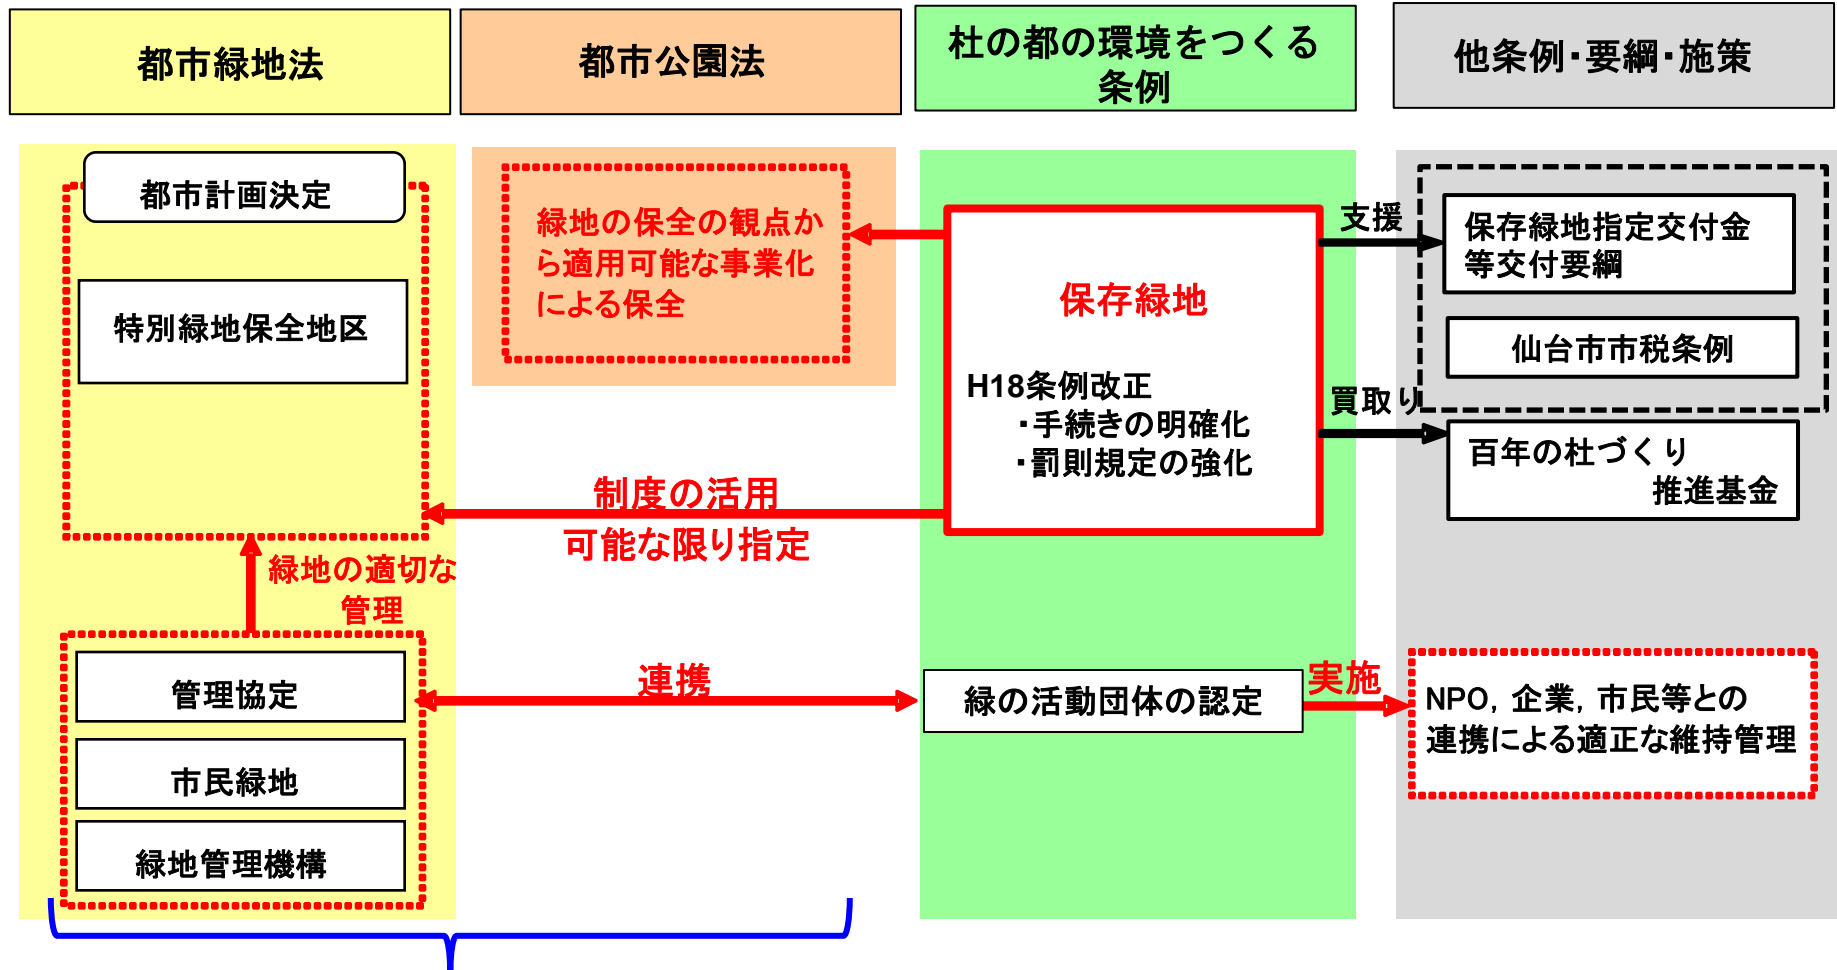 都市緑地法
都市公園法
杜の都の環境をつくる
条例
他条例・要綱・施策
都市計画決定
特別緑地保全地区
緑地の保全の観点か
ら適用可能な事業化
による保全
保存緑地
H18条例改正
・手続きの明確化
・罰則規定の強化
支援
保存緑地指定交付金
等交付要綱
仙台市市税条例
買取り
百年の杜づくり
推進基金
制度の活用
可能な限り指定
緑地の適切な
管理
管理協定
市民緑地
緑地管理機構
連携
緑の活動団体の認定
実施
NPO，企業，市民等との
連携による適正な維持管理